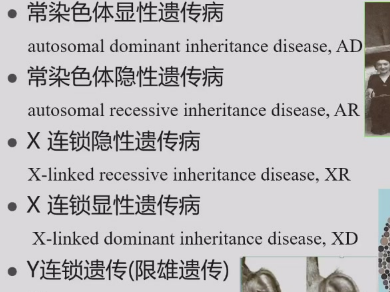 常染色体显性遗传病
autosomal dominant inheritance disease, AD
常染色体隐性遗传病
autosomal recessive inheritance disease, AR
X 连锁隐性遗传病
X-linked recessive inheritance disease, XR
X 连锁显性遗传病
X-linked dominant inheritance disease, XD
Y连锁遗传(限雄遗传)